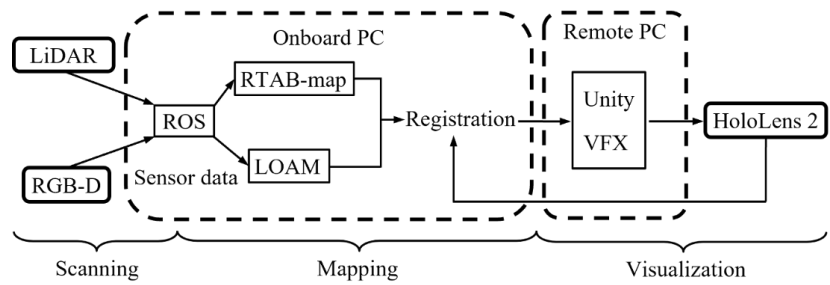 Onboard PC
Remote PC
LiDAR
RTAB-map
ROS
Registration
Unity
VFX
HoloLens 2
LOAM
Sensor data
RGB-D
Scanning
Mapping
Visualization